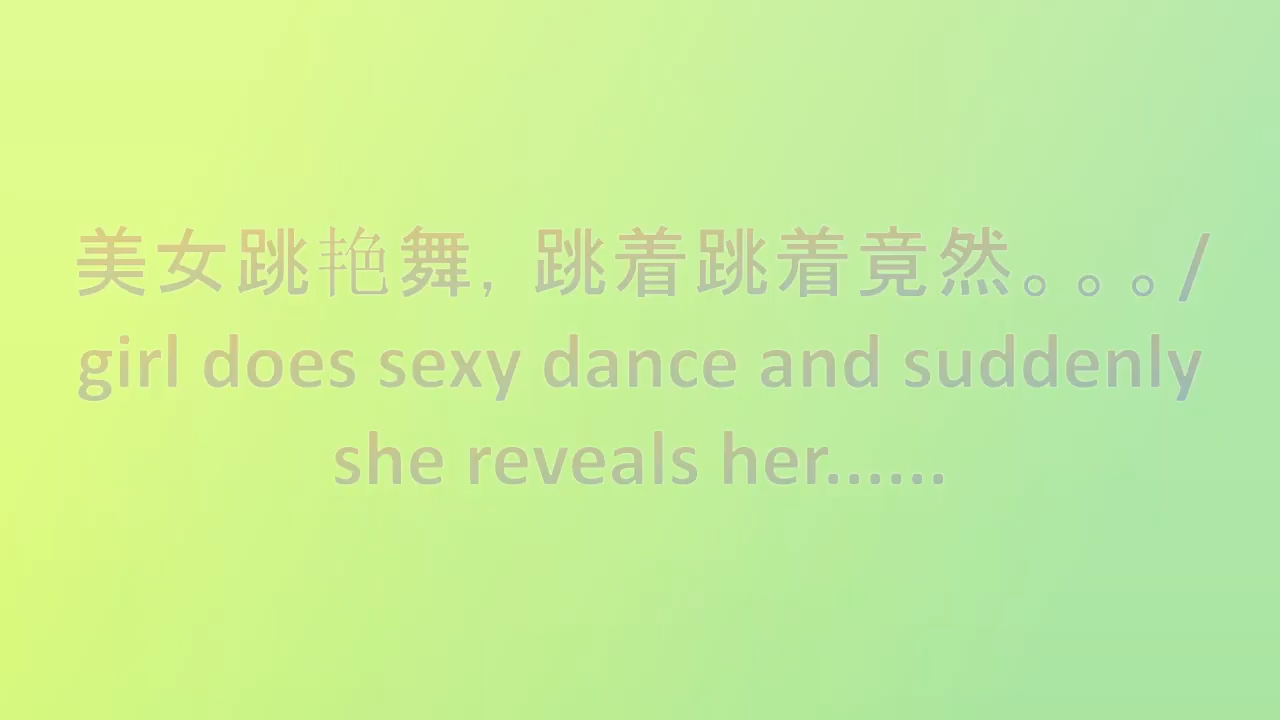 美女跳艳舞，跳着跳着竟然。。。/
girl does sexy dance and suddenly
she reveals her......